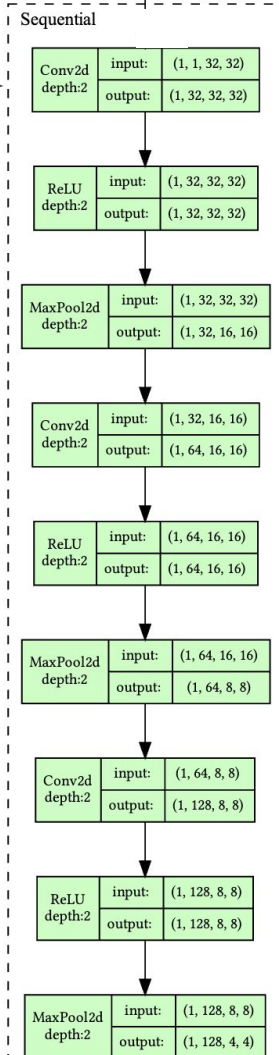 Sequential
Conv2d
depth:2
input:
(1, 1, 32, 32)
output:
(1, 32, 32, 32)
ReLU
depth:2
input:
(1, 32, 32, 32)
output:
(1, 32, 32, 32)
MaxPool2d
depth:2
input:
(1, 32, 32, 32)
output:
(1, 32, 16, 16)
Conv2d
depth:2
input:
(1, 32, 16, 16)
output:
(1, 64, 16, 16)
ReLU
depth:2
input:
(1, 64, 16, 16)
output:
(1, 64, 16, 16)
MaxPool2d
depth:2
input:
(1, 64, 16, 16)
output:
(1, 64, 8, 8)
Conv2d
depth:2
input:
(1, 64, 8, 8)
output:
(1, 128, 8, 8)
ReLU
depth:2
input:
(1, 128, 8, 8)
output:
(1, 128, 8, 8)
MaxPool2d
depth:2
input:
(1, 128, 8, 8)
output:
(1, 128, 4, 4)